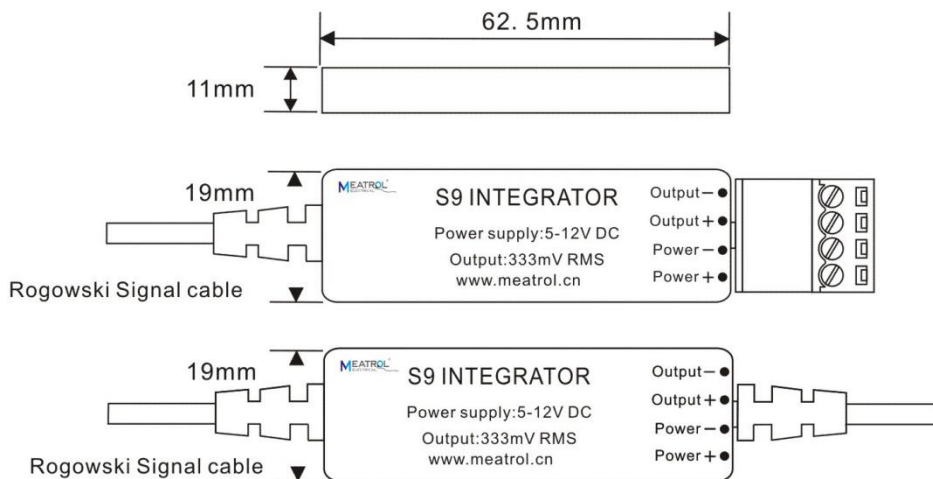 62. 5mm
11mm
MEATROL
ELECTRICAL
19mm
S9 INTEGRATOR
Power supply:5-12V DC
Output:333mV RMS
www.meatrol.cn
Output−
Output+
Power−
Power+
Rogowski Signal cable
MEATROL
ELECTRICAL
19mm
S9 INTEGRATOR
Power supply:5-12V DC
Output:333mV RMS
www.meatrol.cn
Output−
Output+
Power−
Power+
Rogowski Signal cable